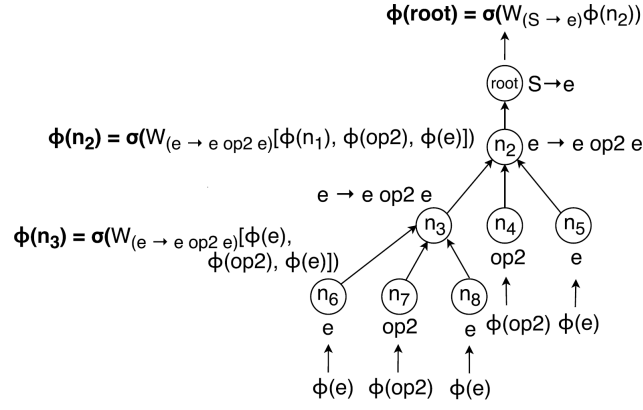 ϕ(root) = σ(W(S → e)ϕ(n2))
root S→e
ϕ(n2) = σ(W(e → e op2 e)[ϕ(n1), ϕ(op2), ϕ(e)])
n2 e → e op2 e
e → e op2 e
n3 n4 n5
ϕ(n3) = σ(W(e → e op2 e)[ϕ(e),
ϕ(op2), ϕ(e)])
op2 e
n6 n7 n8
e op2 e
ϕ(op2) ϕ(e)
ϕ(e) ϕ(op2) ϕ(e)